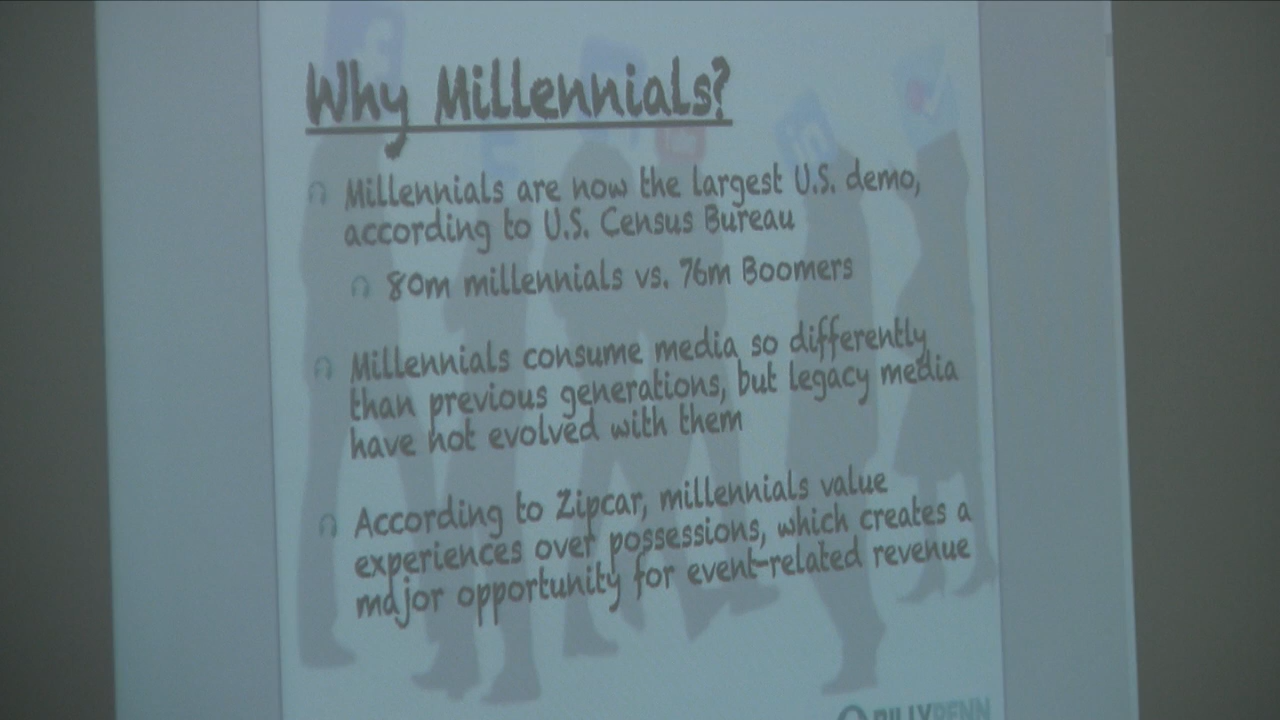 Why Millennials?
Millennials are now the largest U.S. demo,
according to U.S. Census Bureau
80m millennials vs. 76m Boomers
Millennials consume media so differently
than previous generations, but legacy media
have not evolved with them
According to Zipcar, millennials value
experiences over possessions, which creates a
major opportunity for event-related revenue
BILLYPENN